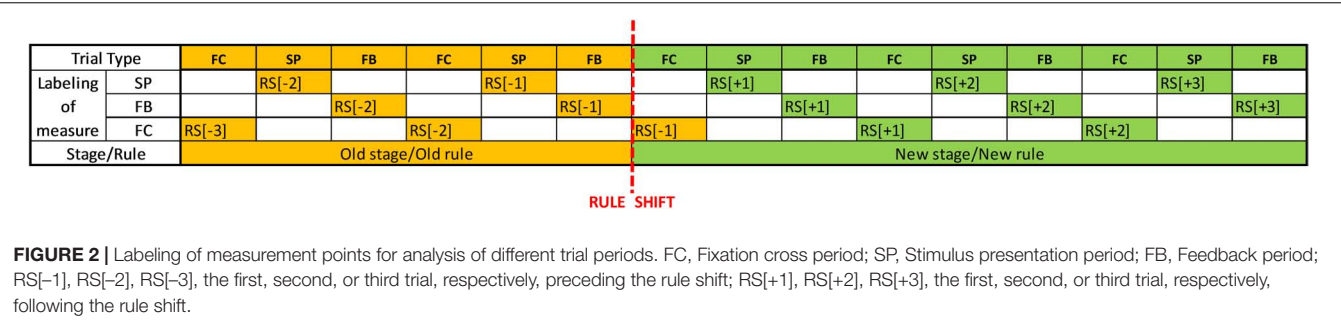 Trial Type FC SP FB FC SP FB FC SP FB FC SP FB FC SP FB
Labeling SP RS[-2] RS[-1] RS[+1] RS[+2] RS[+3]
of FB RS[-2] RS[-1] RS[+1] RS[+2] RS[+3]
measure FC RS[-3] RS[-2] RS[-1] RS[+1] RS[+2]
Stage/Rule Old stage/Old rule New stage/New rule
RULE SHIFT
FIGURE 2 | Labeling of measurement points for analysis of different trial periods. FC, Fixation cross period; SP, Stimulus presentation period; FB, Feedback period;
RS[–1], RS[–2], RS[–3], the first, second, or third trial, respectively, preceding the rule shift; RS[+1], RS[+2], RS[+3], the first, second, or third trial, respectively,
following the rule shift.